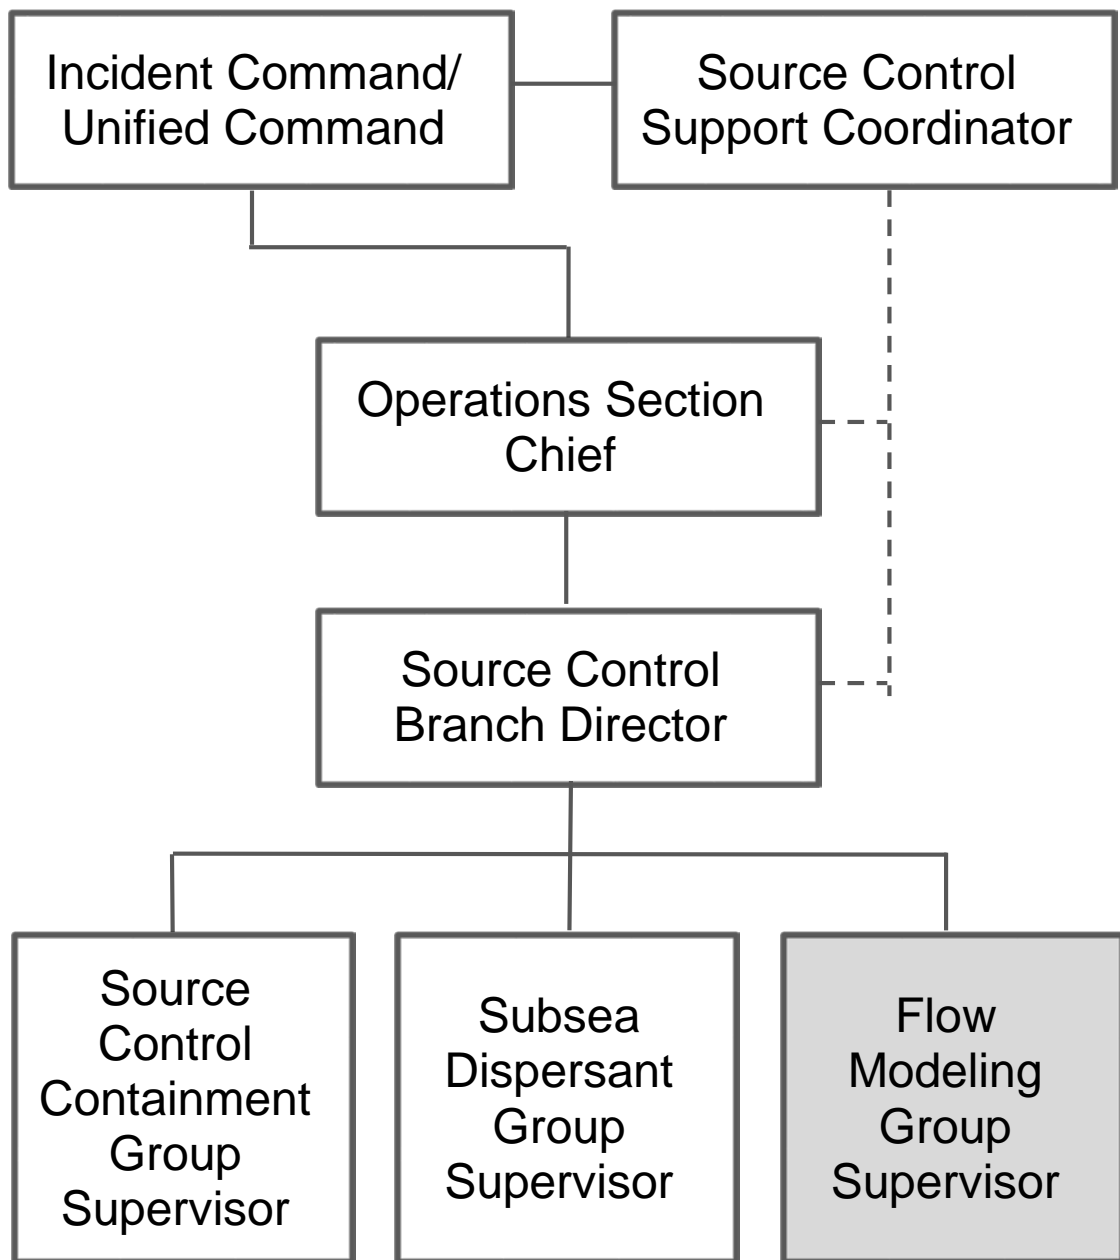 Incident Command/
Unified Command
Source Control
Support Coordinator
Operations Section
Chief
Source Control
Branch Director
Source
Control
Containment
Group
Supervisor
Subsea
Dispersant
Group
Supervisor
Flow
Modeling
Group
Supervisor